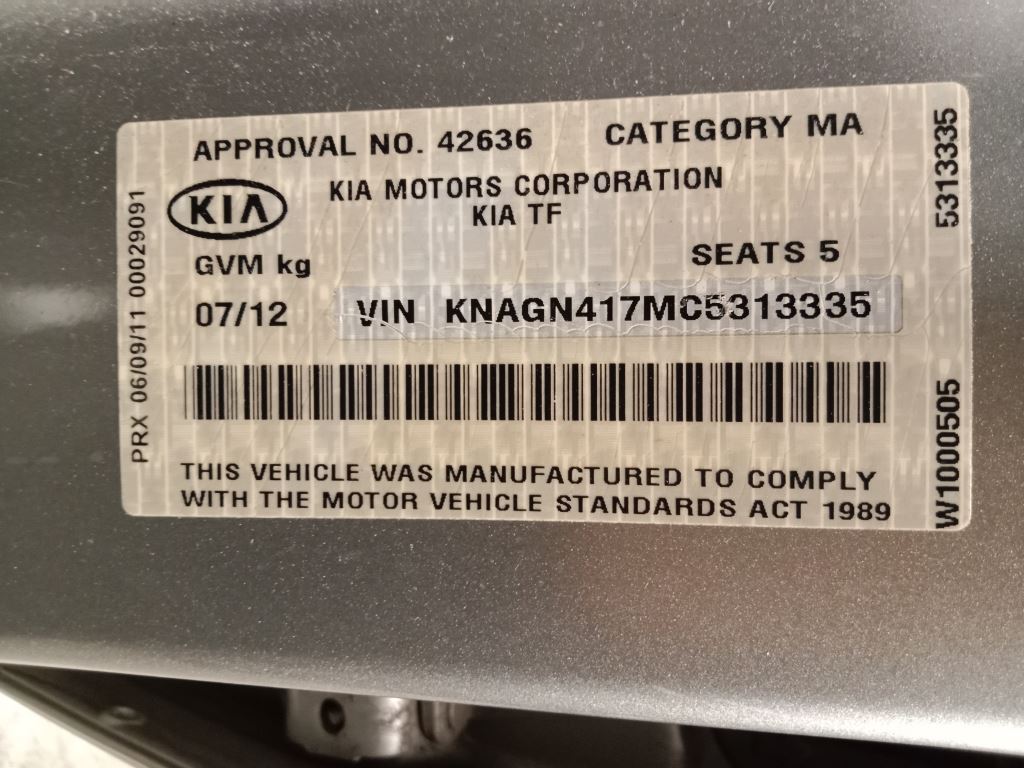 APPROVAL NO. 42636 CATEGORY MA
KIA KIA MOTORS CORPORATION
KIA TF
GVM kg SEATS 5
07/12 VIN KNAGN417MC5313335
THIS VEHICLE WAS MANUFACTURED TO COMPLY
WITH THE MOTOR VEHICLE STANDARDS ACT 1989
PRX 06/09/11 00029091
W1000505 5313335